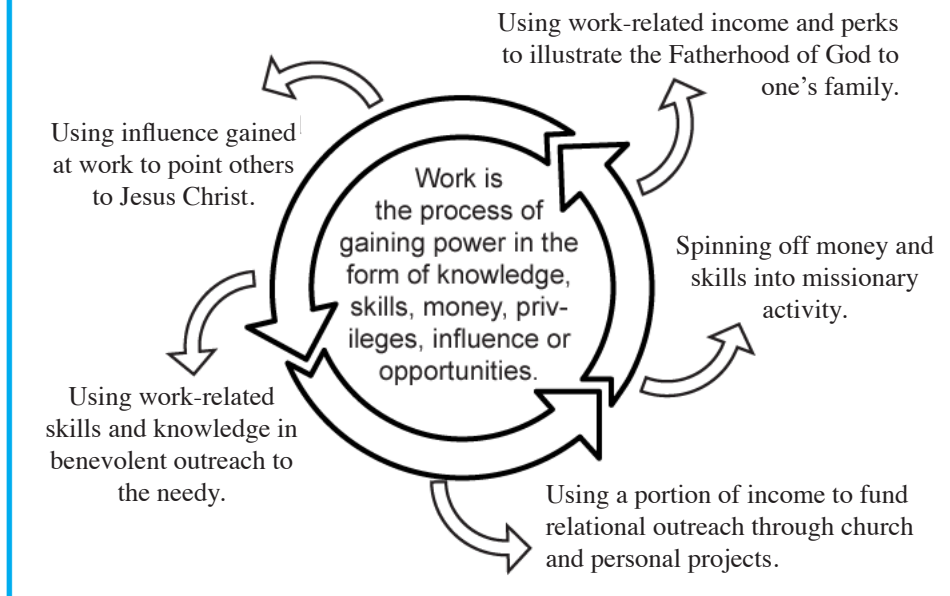 Using work-related income and perks
to illustrate the Fatherhood of God to
one's family.
Using influence gained
at work to point others
to Jesus Christ.
Work is
the process of
gaining power in the
form of knowledge,
skills, money, priv-
ileges, influence or
opportunities.
Spinning off money and
skills into missionary
activity.
Using work-related
skills and knowledge in
benevolent outreach to
the needy.
Using a portion of income to fund
relational outreach through church
and personal projects.